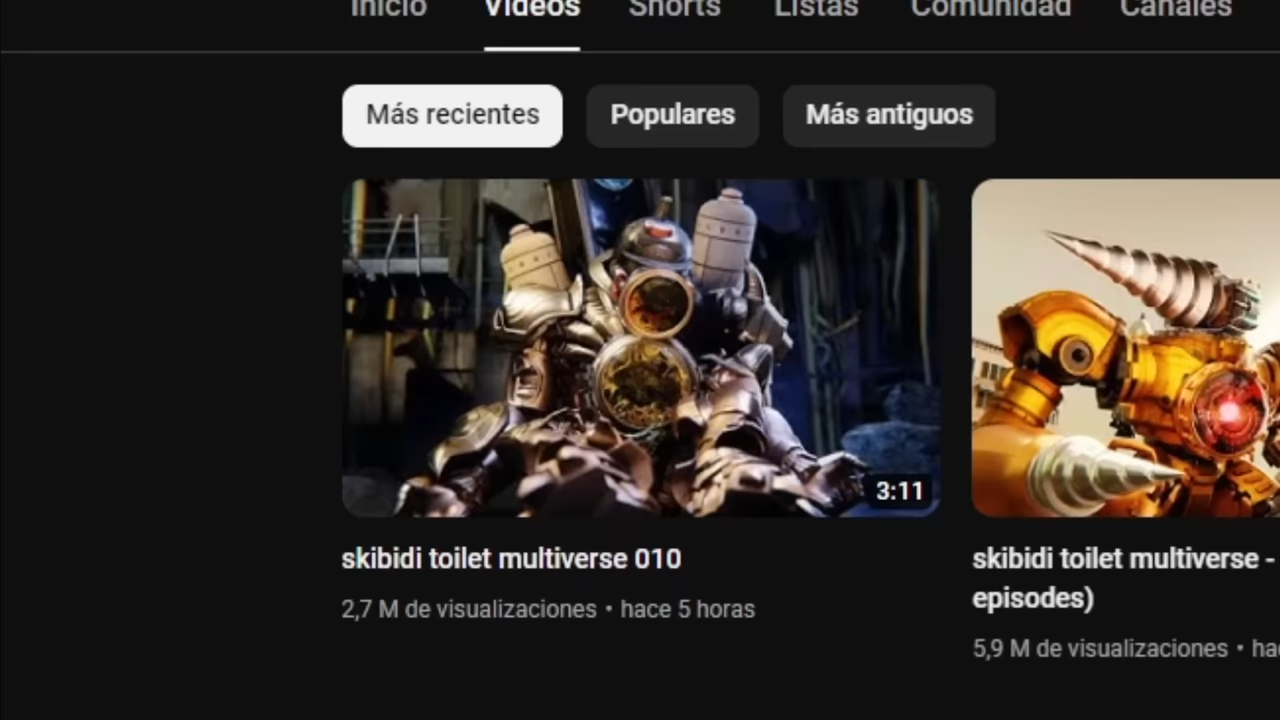 Inicio Videos Shorts Listas Comunidad Canales
Más recientes Populares Más antiguos
3:11
skibidi toilet multiverse 010
2,7 M de visualizaciones • hace 5 horas
skibidi toilet multiverse -
episodes)
5,9 M de visualizaciones •